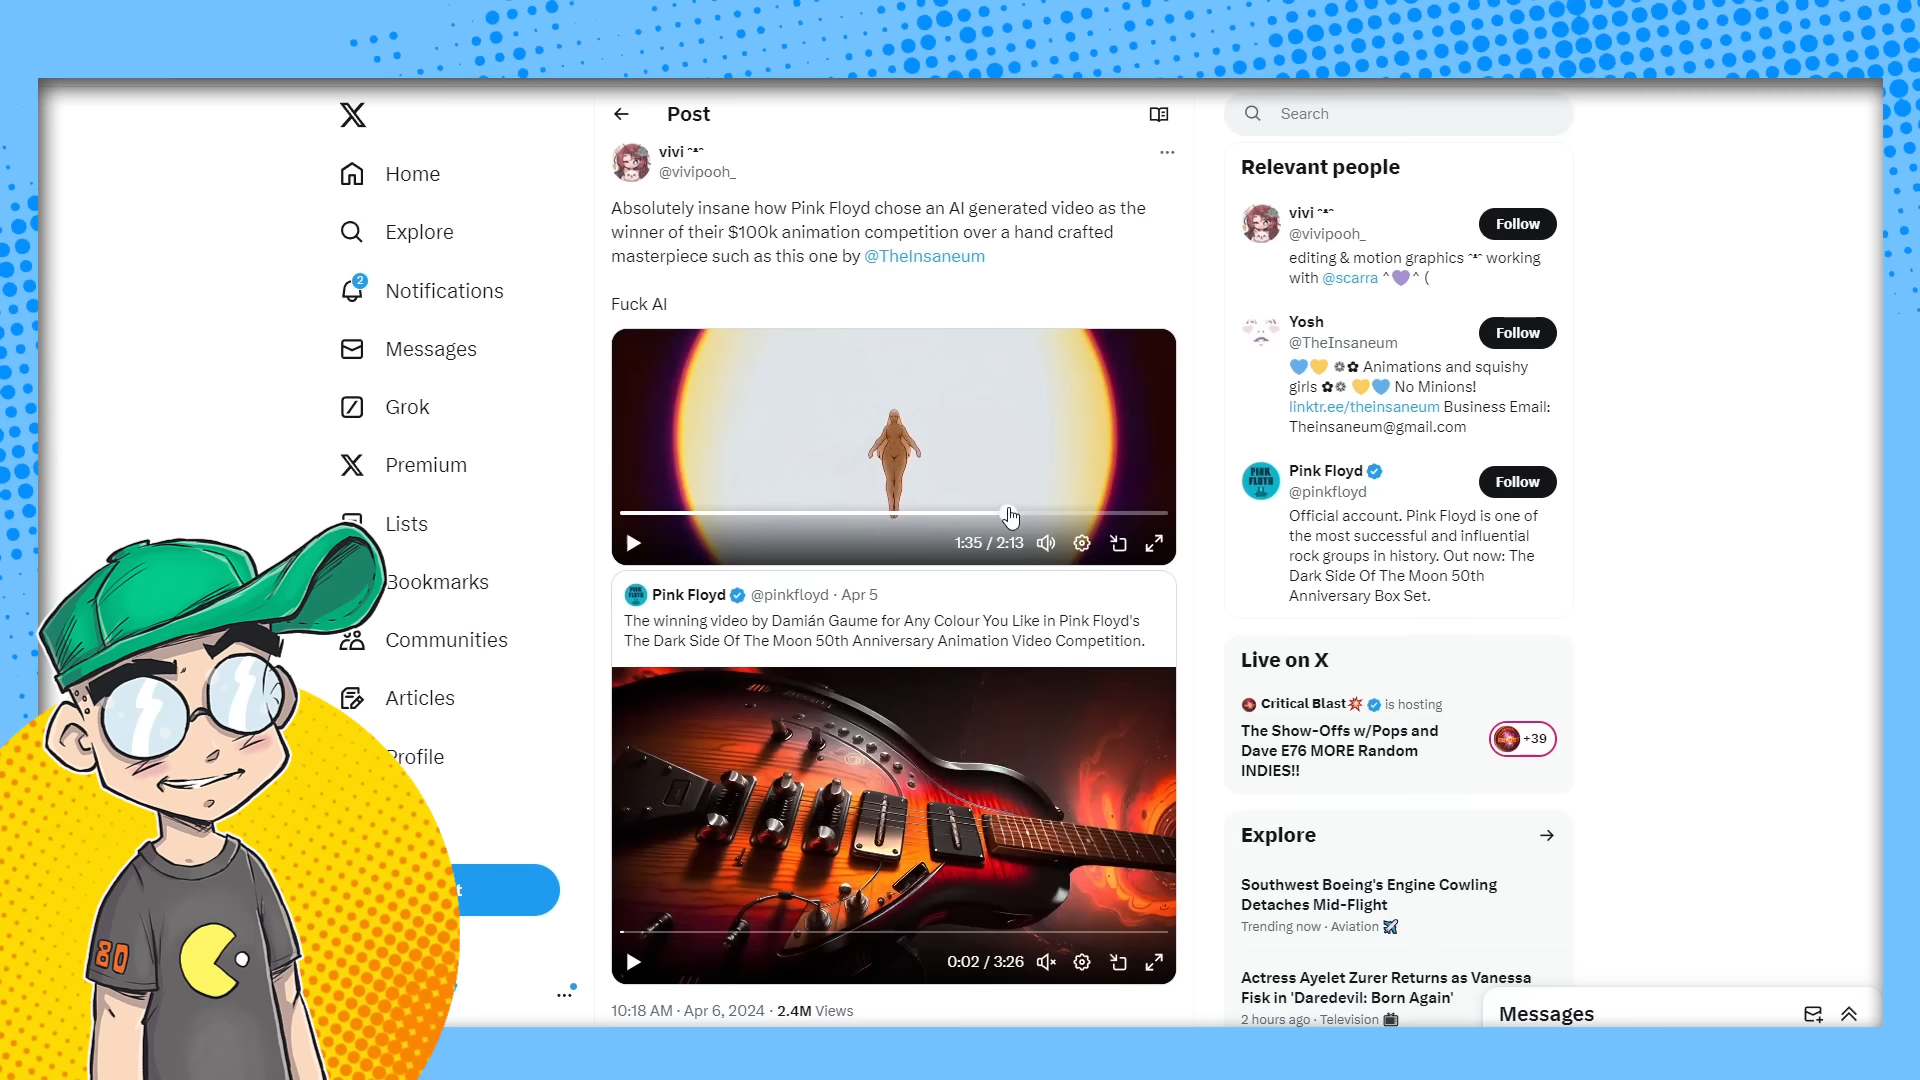 Home
Explore
2
Notifications
Messages
Grok
Premium
Lists
Bookmarks
Communities
Articles
Profile
80
Post
vivi
@vivipooh_
Absolutely insane how Pink Floyd chose an AI generated video as the
winner of their $100k animation competition over a hand crafted
masterpiece such as this one by @TheInsaneum
Fuck AI
1:35 / 2:13
Pink Floyd @pinkfloyd · Apr 5
The winning video by Damián Gaume for Any Colour You Like in Pink Floyd's
The Dark Side Of The Moon 50th Anniversary Animation Video Competition.
0:02 / 3:26
10:18 AM · Apr 6, 2024 · 2.4M Views
Search
Relevant people
vivi
@vivipooh_
Follow
editing & motion graphics working
with @scarra ^💜^ (
Yosh
@TheInsaneum
Follow
💙💛 ❁✿ Animations and squishy
girls ✿❁ 💛💙 No Minions!
linktr.ee/theinsaneum Business Email:
Theinsaneum@gmail.com
PINK FLOYD
Pink Floyd
@pinkfloyd
Follow
Official account. Pink Floyd is one of
the most successful and influential
rock groups in history. Out now: The
Dark Side Of The Moon 50th
Anniversary Box Set.
Live on X
Critical Blast💥 is hosting
The Show-Offs w/Pops and
Dave E76 MORE Random
INDIES!!
+39
Explore
Southwest Boeing's Engine Cowling
Detaches Mid-Flight
Trending now · Aviation
Actress Ayelet Zurer Returns as Vanessa
Fisk in 'Daredevil: Born Again'
2 hours ago · Television
Messages